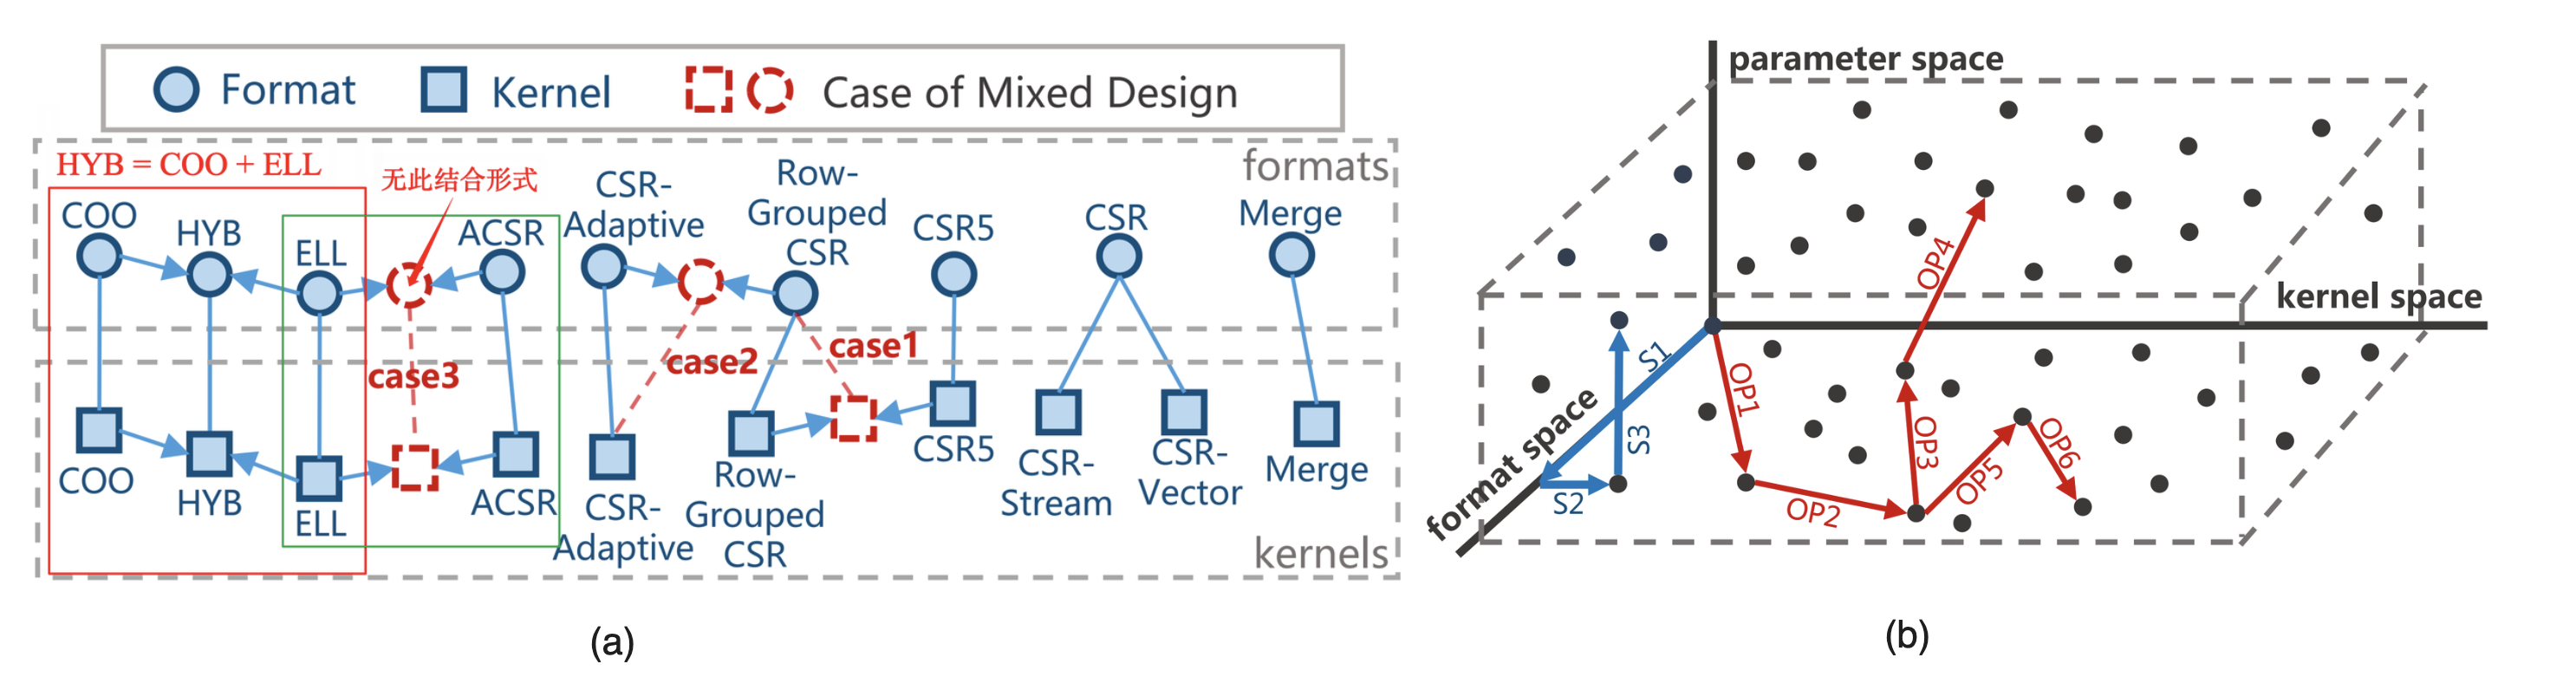 Format
Kernel
Case of Mixed Design
HYB = COO + ELL
无此结合形式
formats
COO
HYB
ELL
ACSR
CSR-
Adaptive
Row-
Grouped
CSR
CSR5
CSR
Merge
case3
case2
case1
COO
HYB
ELL
ACSR
CSR-
Adaptive
Row-
Grouped
CSR
CSR5
CSR-
Stream
CSR-
Vector
Merge
kernels
(a)
parameter space
kernel space
format space
S1
S2
S3
OP1
OP2
OP3
OP4
OP5
OP6
(b)